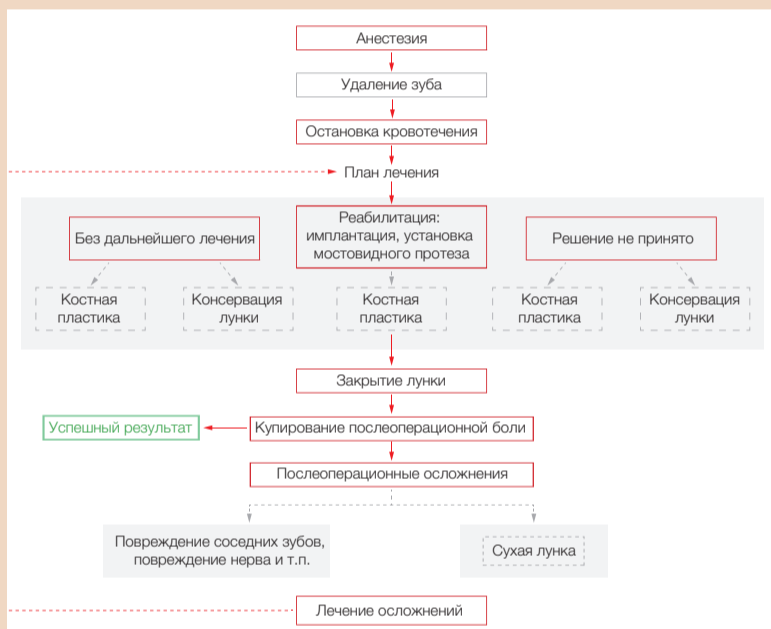 Анестезия
Удаление зуба
Остановка кровотечения
План лечения
Без дальнейшего лечения
Реабилитация:
имплантация, установка
мостовидного протеза
Решение не принято
Костная
пластика
Консервация
лунки
Костная
пластика
Костная
пластика
Консервация
лунки
Закрытие лунки
Успешный результат
Купирование послеоперационной боли
Послеоперационные осложнения
Повреждение соседних зубов,
повреждение нерва и т.п.
Сухая лунка
Лечение осложнений